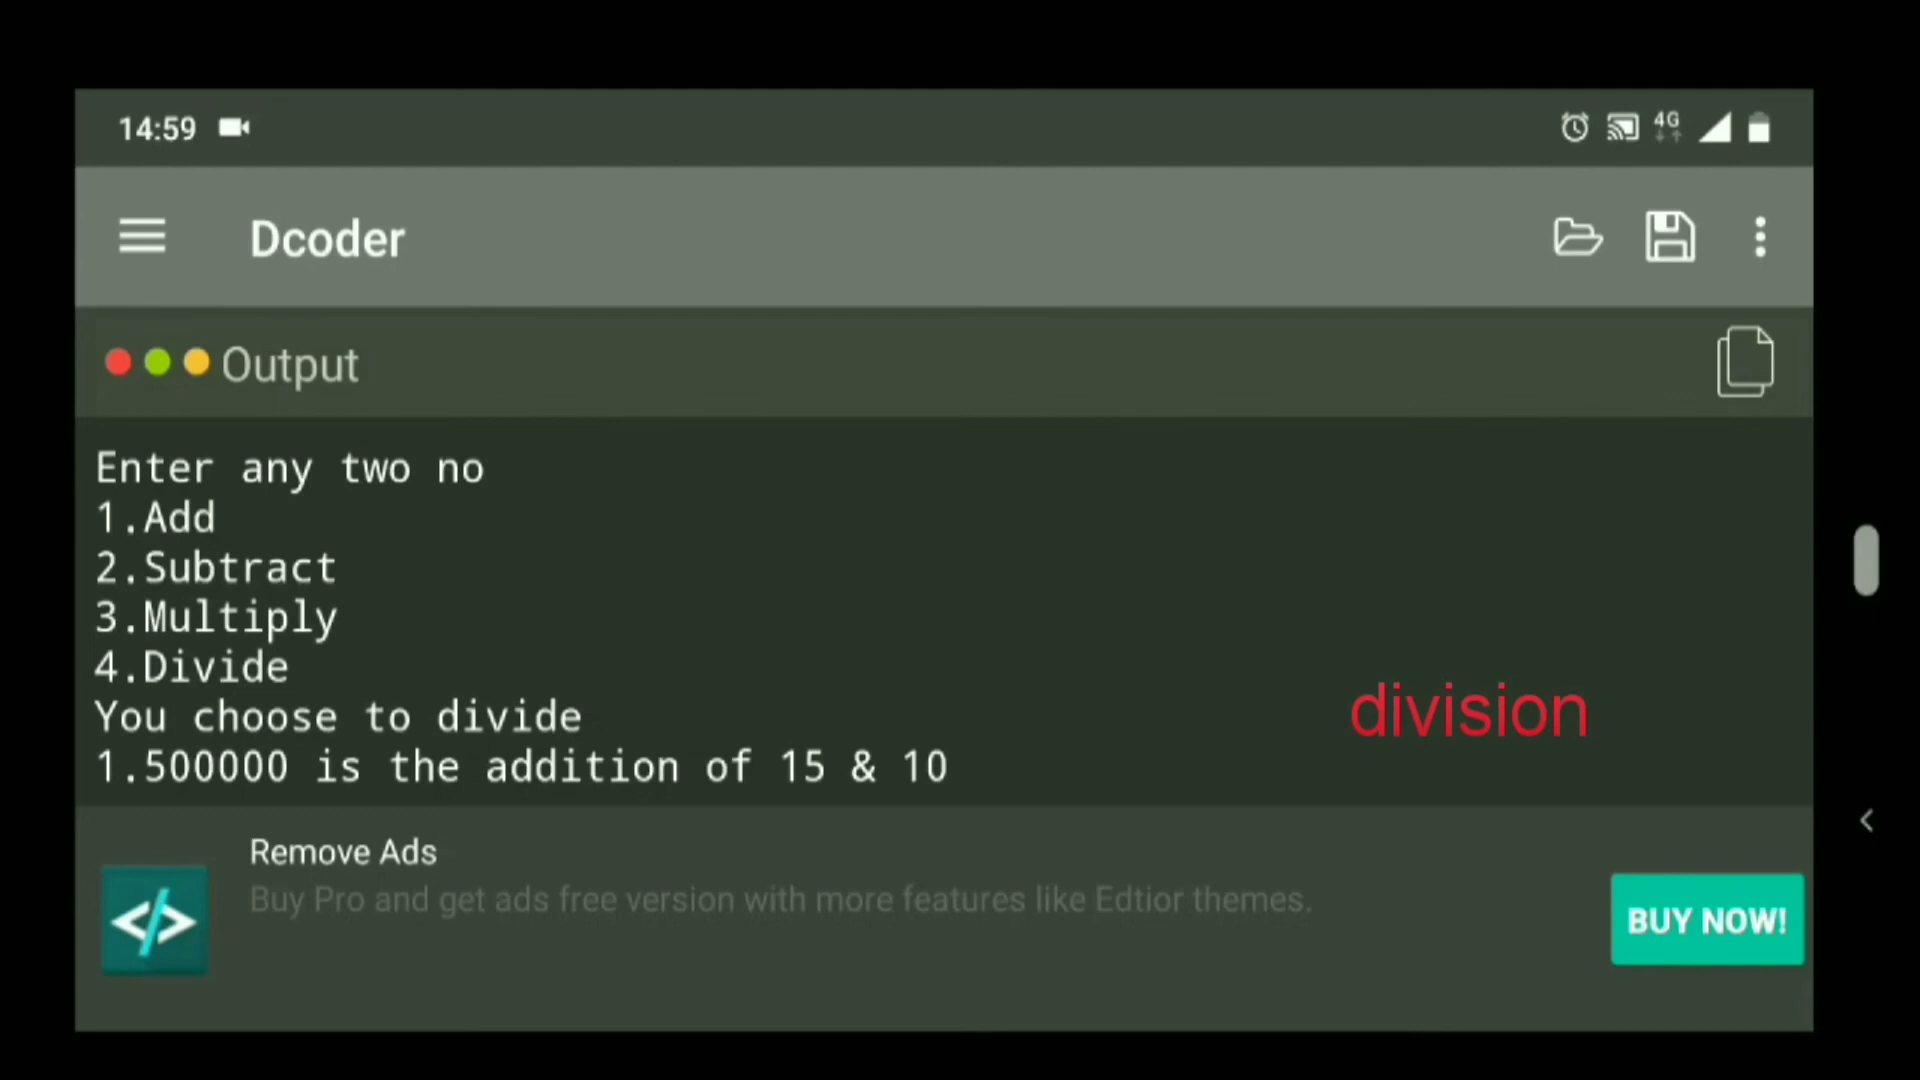 14:59
4G
Dcoder
Output
Enter any two no
1.Add
2.Subtract
3.Multiply
4.Divide
You choose to divide
division
1.500000 is the addition of 15 & 10
Remove Ads
Buy Pro and get ads free version with more features like Edtior themes.
BUY NOW!